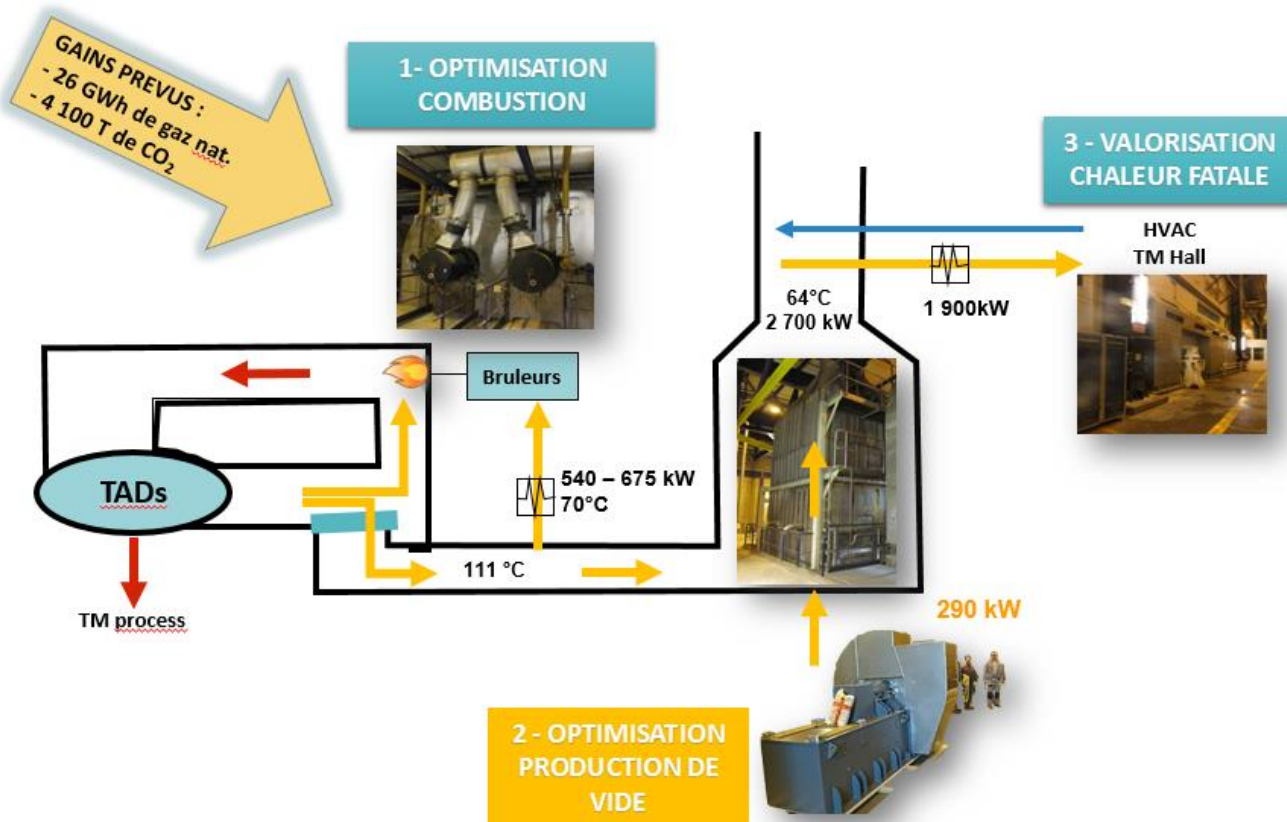 GAINS PREVUS :
- 26 GWh de gaz nat.
- 4 100 T de CO₂
1- OPTIMISATION
COMBUSTION
3 - VALORISATION
CHALEUR FATALE
HVAC
TM Hall
64°C
2 700 kW
1 900kW
Bruleurs
TADs
540 – 675 kW
70°C
111 °C
TM process
290 kW
2 - OPTIMISATION
PRODUCTION DE
VIDE